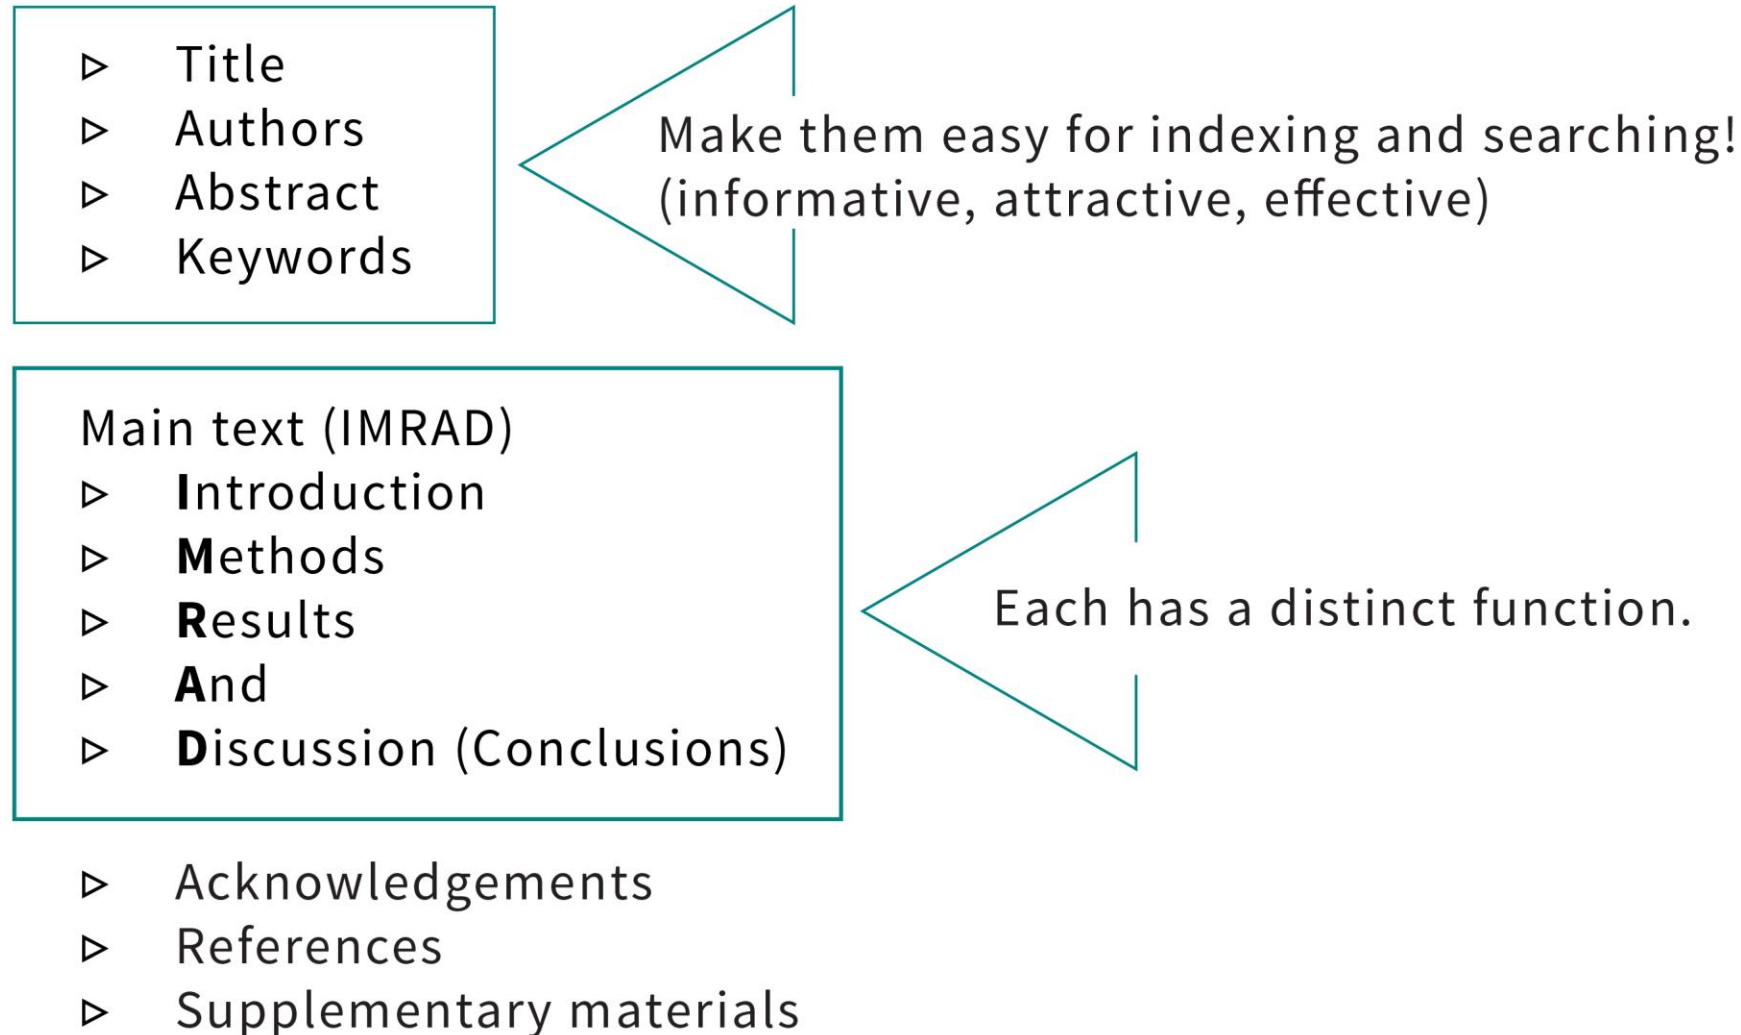 Title
Authors
Abstract
Keywords
Make them easy for indexing and searching!
(informative, attractive, effective)
Main text (IMRAD)
Introduction
Methods
Results
And
Discussion (Conclusions)
Each has a distinct function.
Acknowledgements
References
Supplementary materials